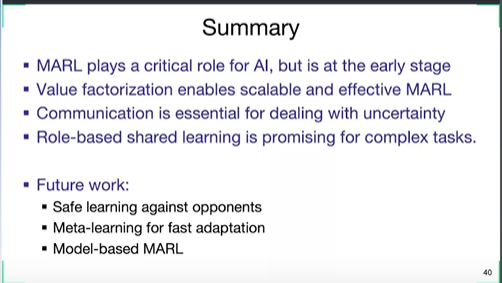 Summary
▪ MARL plays a critical role for AI, but is at the early stage
▪ Value factorization enables scalable and effective MARL
▪ Communication is essential for dealing with uncertainty
▪ Role-based shared learning is promising for complex tasks.
▪ Future work:
▪ Safe learning against opponents
▪ Meta-learning for fast adaptation
▪ Model-based MARL
40